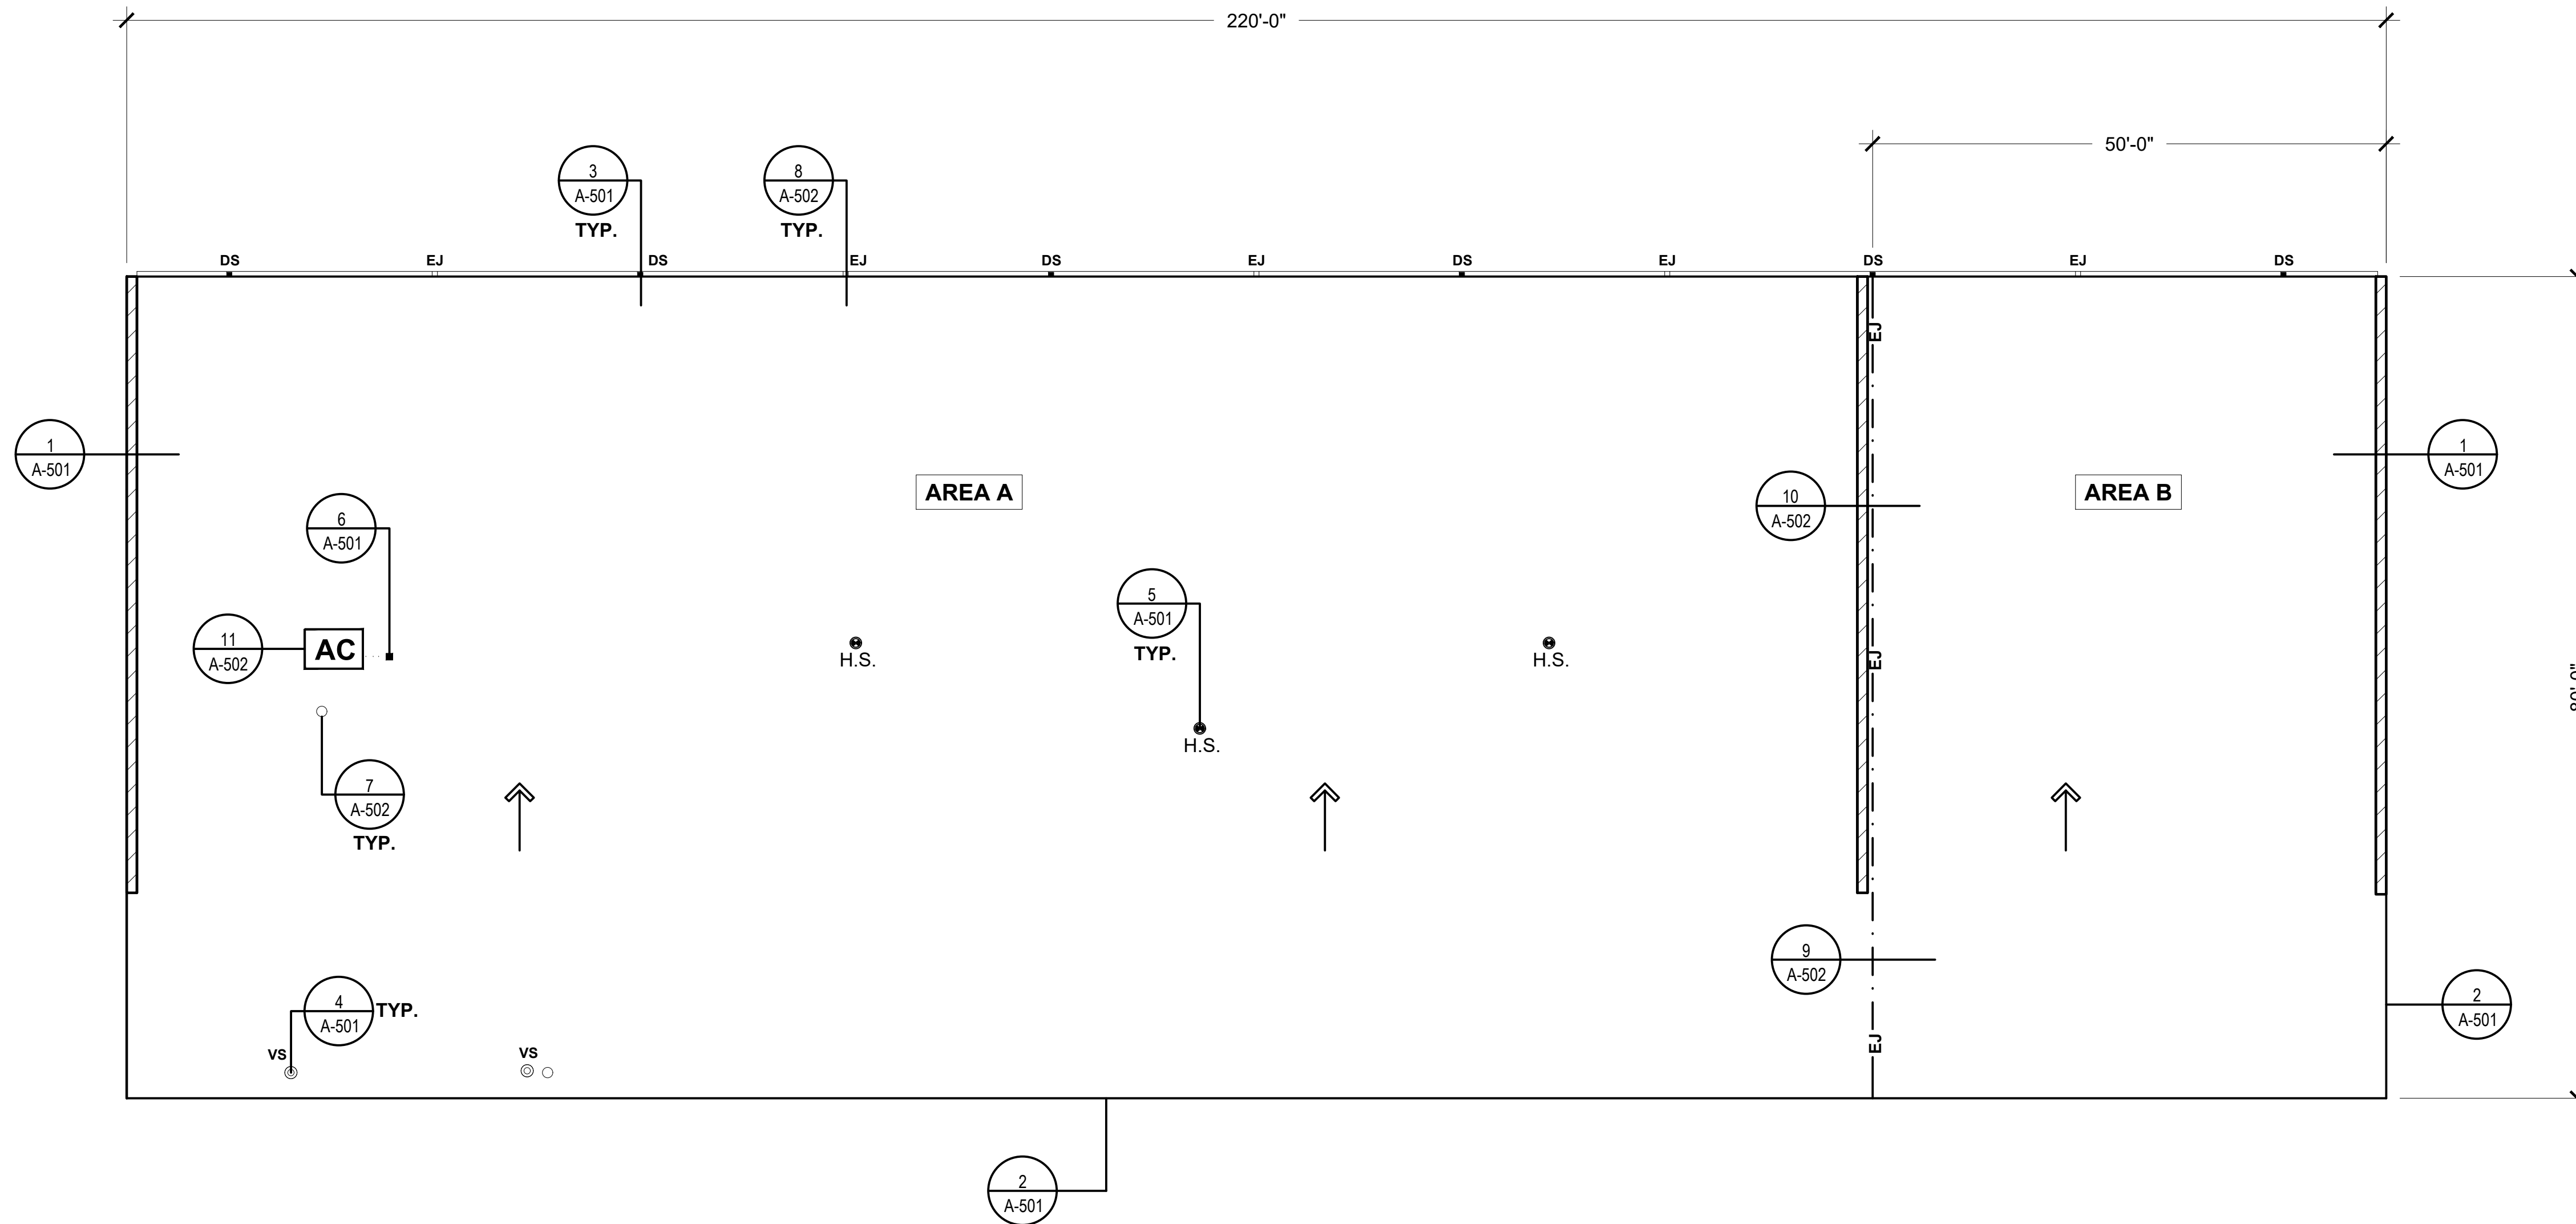 220'-0"
50'-0"
3
A-501
TYP.
8
A-502
TYP.
DS
EJ
DS
EJ
DS
EJ
DS
EJ
DS
EJ
DS
EJ
1
A-501
1
A-501
AREA A
10
A-502
AREA B
6
A-501
5
A-501
TYP.
11
A-502
AC
H.S.
H.S.
EJ
80'-0"
H.S.
7
A-502
TYP.
9
A-502
4
A-501
TYP.
2
A-501
VS
VS
EJ
2
A-501